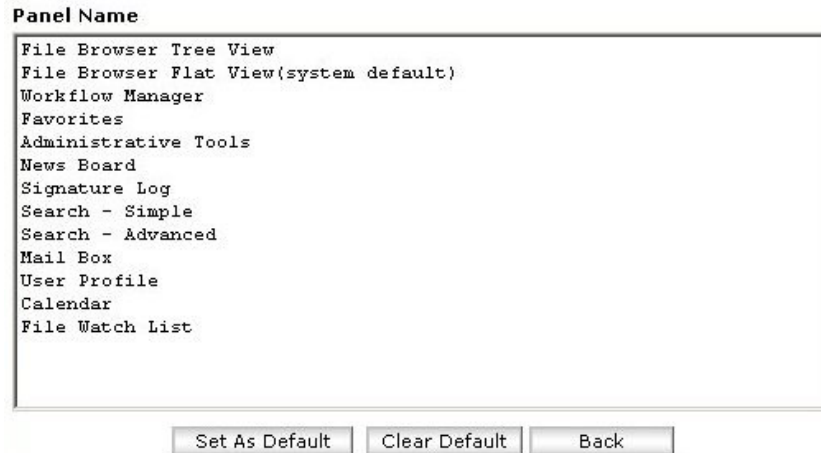 Panel Name
File Browser Tree View
File Browser Flat View(system default)
Workflow Manager
Favorites
Administrative Tools
News Board
Signature Log
Search - Simple
Search - Advanced
Mail Box
User Profile
Calendar
File Watch List
Set As Default Clear Default Back